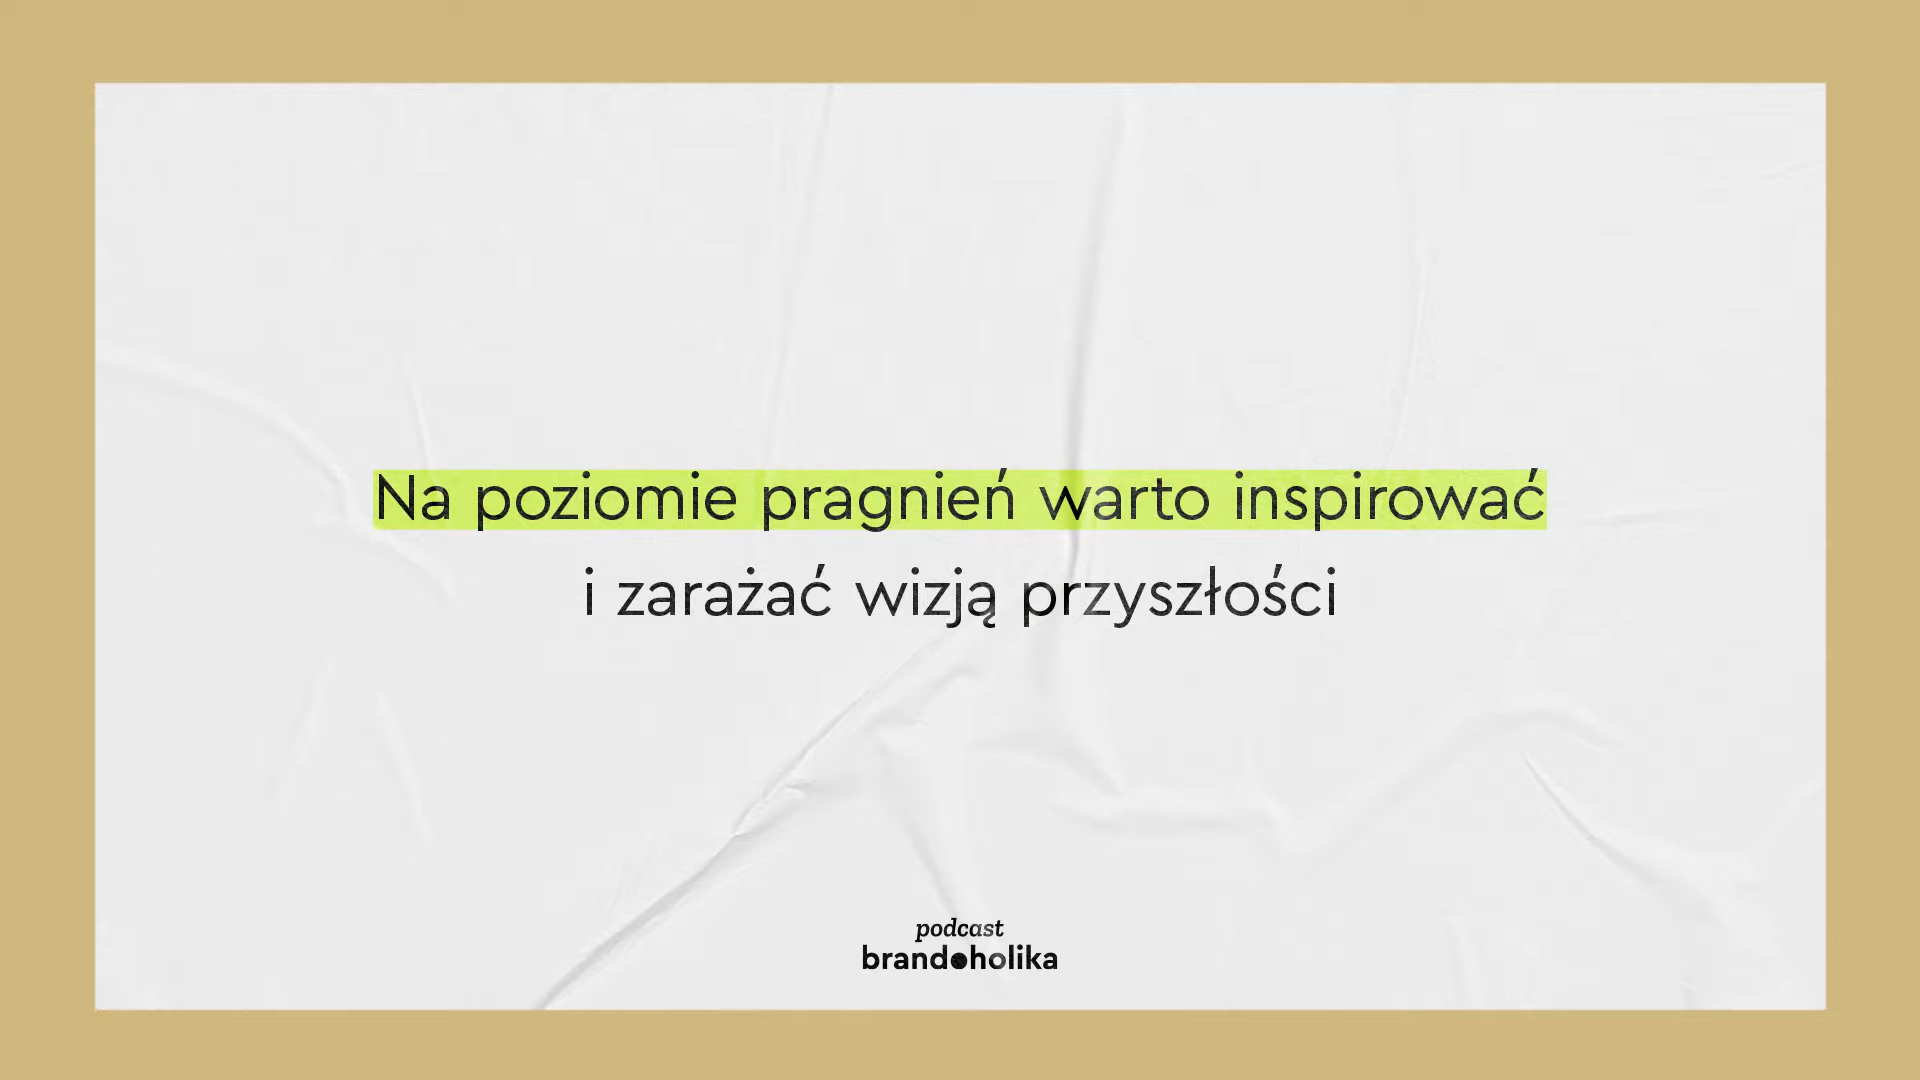 Na poziomie pragnień warto inspirować
i zarażać wizją przyszłości
podcast
brandoholika